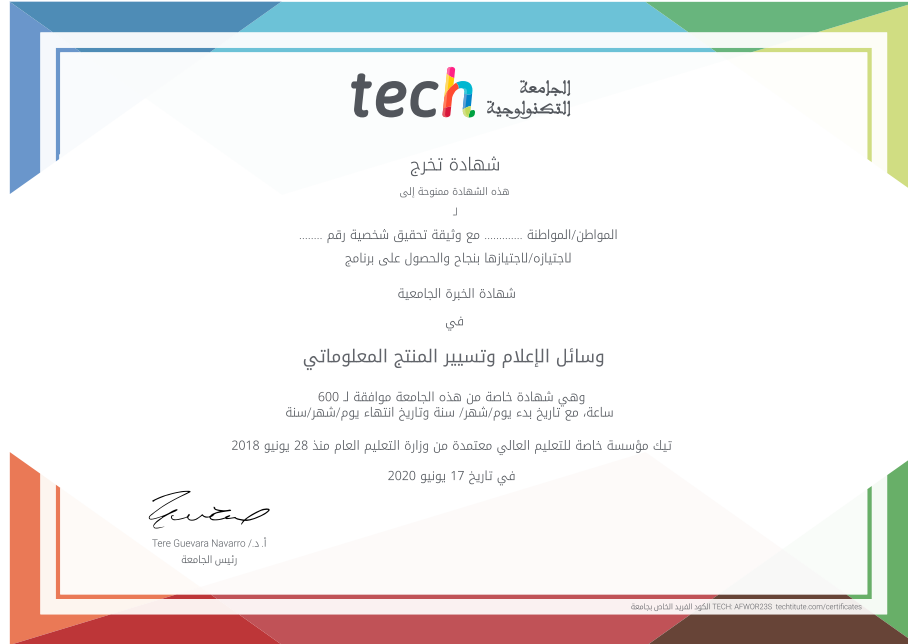 tech الجامعة
التكنولوجية
شهادة تخرج
هذه الشهادة ممنوحة إلى
لـ
المواطن/المواطنة ............ مع وثيقة تحقيق شخصية رقم ........
لاجتيازه/لاجتيازها بنجاح والحصول على برنامج
شهادة الخبرة الجامعية
في
وسائل الإعلام وتسيير المنتج المعلوماتي
وهي شهادة خاصة من هذه الجامعة موافقة لـ 600
ساعة، مع تاريخ بدء يوم/شهر/ سنة وتاريخ انتهاء يوم/شهر/سنة
تيك مؤسسة خاصة للتعليم العالي معتمدة من وزارة التعليم العام منذ 28 يونيو 2018
في تاريخ 17 يونيو 2020
أ.د./ Tere Guevara Navarro
رئيس الجامعة
الكود الفريد الخاص بجامعة TECH: AFWOR23S techtitute.com/certificates